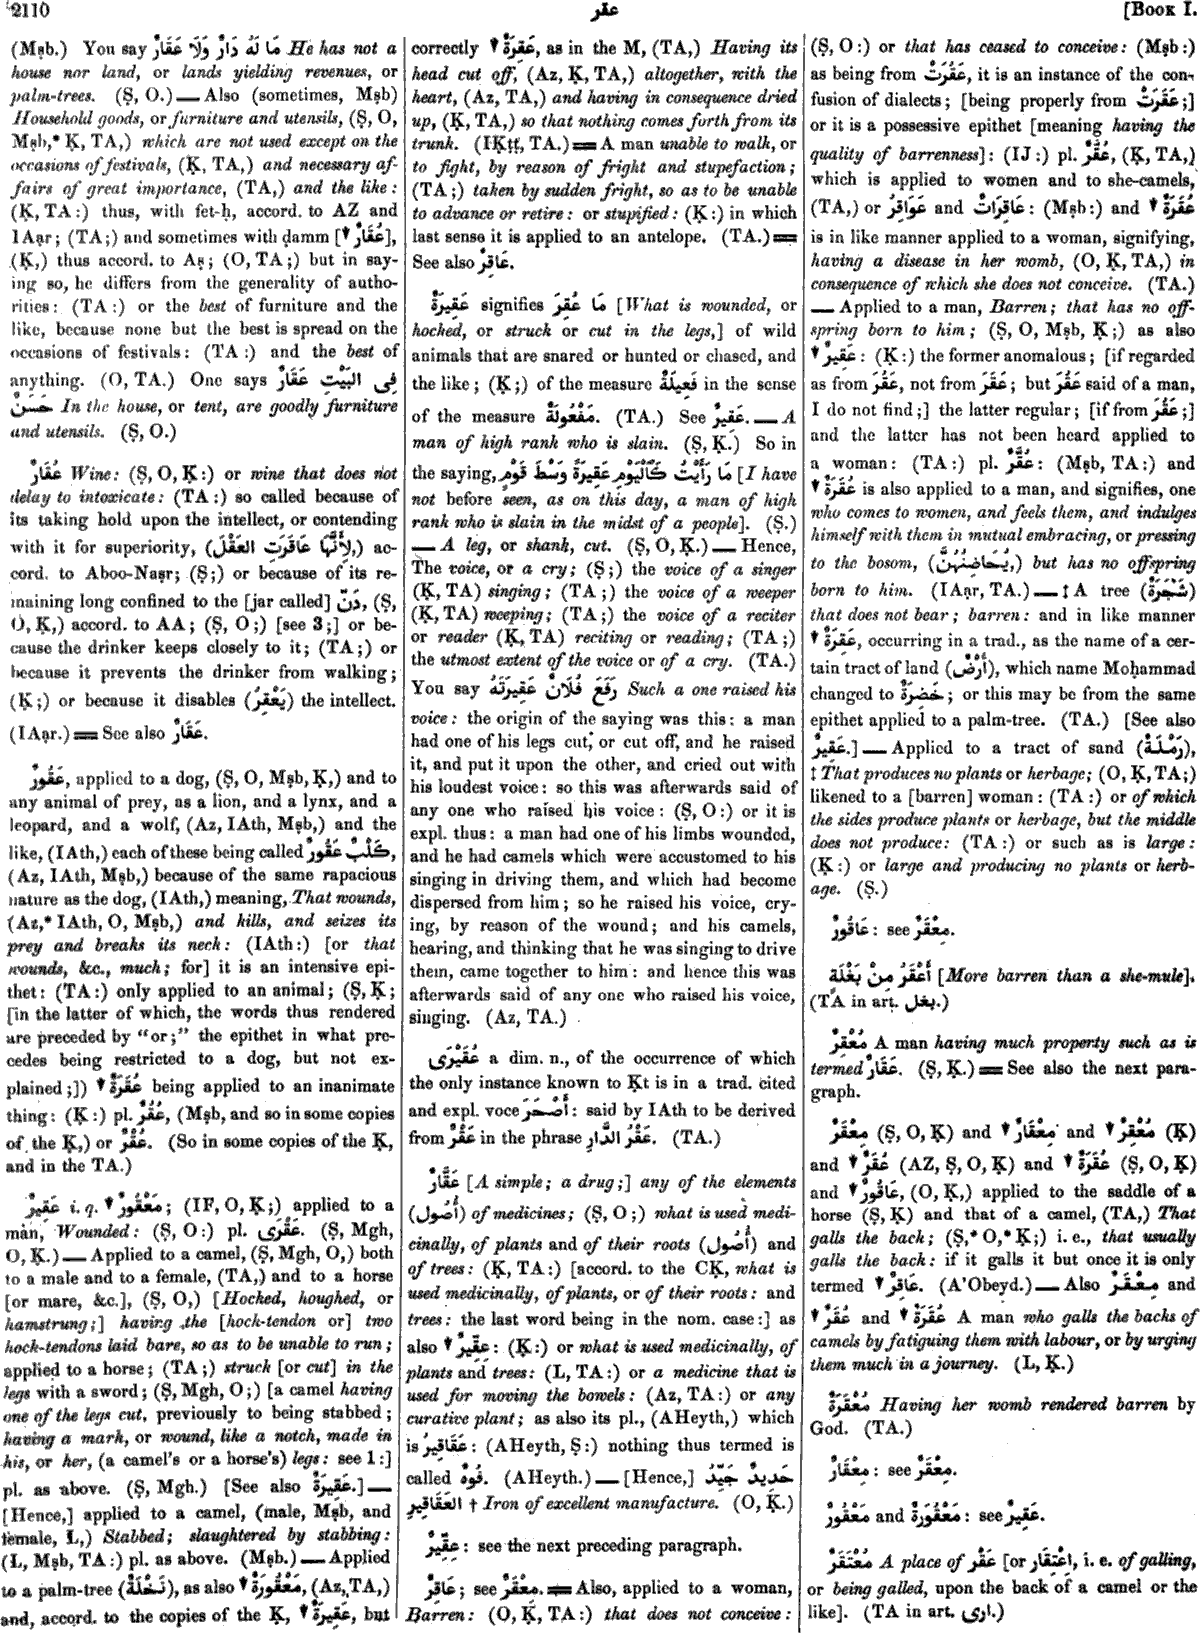 2110
عقر
[Book I.
(Mṣb.) You say مَا لَهُ دَارٌ وَلَا عَقَارٌ He has not a
house nor land, or lands yielding revenues, or
palm-trees. (Ṣ, O.) — Also (sometimes, Mṣb)
Household goods, or furniture and utensils, (Ṣ, O,
Mṣb,* Ḳ, TA,) which are not used except on the
occasions of festivals, (Ḳ, TA,) and necessary af-
fairs of great importance, (TA,) and the like:
(Ḳ, TA:) thus, with fet-ḥ, accord. to AZ and
IAạr; (TA;) and sometimes with ḍamm [▼ عُقَارٌ],
(Ḳ,) thus accord. to Aṣ; (O, TA;) but in say-
ing so, he differs from the generality of autho-
rities: (TA:) or the best of furniture and the
like, because none but the best is spread on the
occasions of festivals: (TA:) and the best of
anything. (O, TA.) One says فِى البَيْتِ عَقَارٌ
حَسَنٌ In the house, or tent, are goodly furniture
and utensils. (Ṣ, O.)
عُقَارٌ Wine: (Ṣ, O, Ḳ:) or wine that does not
delay to intoxicate: (TA:) so called because of
its taking hold upon the intellect, or contending
with it for superiority, (لِأَنَّهَا عَاقَرَتِ العَقْلَ,) ac-
cord. to Aboo-Naṣr; (Ṣ;) or because of its re-
maining long confined to the [jar called] دَنّ, (Ṣ,
O, Ḳ,) accord. to AA; (Ṣ, O;) [see 3;] or be-
cause the drinker keeps closely to it; (TA;) or
because it prevents the drinker from walking;
(Ḳ;) or because it disables (يَعْقِرُ) the intellect.
(IAạr.) = See also عَقَارٌ.
عَقُورٌ, applied to a dog, (Ṣ, O, Mṣb, Ḳ,) and to
any animal of prey, as a lion, and a lynx, and a
leopard, and a wolf, (Az, IAth, Mṣb,) and the
like, (IAth,) each of these being called كَلْبٌ عَقُورٌ,
(Az, IAth, Mṣb,) because of the same rapacious
nature as the dog, (IAth,) meaning, That wounds,
(Az,* IAth, O, Mṣb,) and kills, and seizes its
prey and breaks its neck: (IAth:) [or that
wounds, &c., much; for] it is an intensive epi-
thet: (TA:) only applied to an animal; (Ṣ, Ḳ;
[in the latter of which, the words thus rendered
are preceded by “or;” the epithet in what pre-
cedes being restricted to a dog, but not ex-
plained;]) ▼ عُقَرَةٌ being applied to an inanimate
thing: (Ḳ:) pl. عُقُرٌ, (Mṣb, and so in some copies
of the Ḳ,) or عُقْرٌ. (So in some copies of the Ḳ,
and in the TA.)
عَقِيرٌ i. q. ▼ مَعْقُورٌ; (IF, O, Ḳ;) applied to a
man, Wounded: (Ṣ, O:) pl. عَقْرَى. (Ṣ, Mgh,
O, Ḳ.) — Applied to a camel, (Ṣ, Mgh, O,) both
to a male and to a female, (TA,) and to a horse
[or mare, &c.], (Ṣ, O,) [Hocked, houghed, or
hamstrung;] having the [hock-tendon or] two
hock-tendons laid bare, so as to be unable to run;
applied to a horse; (TA;) struck [or cut] in the
legs with a sword; (Ṣ, Mgh, O;) [a camel having
one of the legs cut, previously to being stabbed;
having a mark, or wound, like a notch, made in
his, or her, (a camel's or a horse's) legs: see 1:]
pl. as above. (Ṣ, Mgh.) [See also عَقِيرَةٌ.] —
[Hence,] applied to a camel, (male, Mṣb, and
female, L,) Stabbed; slaughtered by stabbing:
(L, Mṣb, TA:) pl. as above. (Mṣb.) — Applied
to a palm-tree (نَخْلَةٌ), as also ▼ مَعْقُورَةٌ, (Az, TA,)
and, accord. to the copies of the Ḳ, ▼ عَقِيرَةٌ, but
correctly ▼ عَقِرَةٌ, as in the M, (TA,) Having its
head cut off, (Az, Ḳ, TA,) altogether, with the
heart, (Az, TA,) and having in consequence dried
up, (Ḳ, TA,) so that nothing comes forth from its
trunk. (IḲṭṭ, TA.) = A man unable to walk, or
to fight, by reason of fright and stupefaction;
(TA;) taken by sudden fright, so as to be unable
to advance or retire: or stupified: (Ḳ:) in which
last sense it is applied to an antelope. (TA.) =
See also عَاقِرٌ.
عَقِيرَةٌ signifies مَا عُقِرَ [What is wounded, or
hocked, or struck or cut in the legs,] of wild
animals that are snared or hunted or chased, and
the like; (Ḳ;) of the measure فَعِيلَةٌ in the sense
of the measure مَفْعُولَةٌ. (TA.) See عَقِيرٌ. — A
man of high rank who is slain. (Ṣ, Ḳ.) So in
the saying, مَا رَأَيْتُ كَٱلْيَوْمِ عَقِيرَةً وَسْطَ قَوْمٍ [I have
not before seen, as on this day, a man of high
rank who is slain in the midst of a people]. (Ṣ.)
— A leg, or shank, cut. (Ṣ, O, Ḳ.) — Hence,
The voice, or a cry; (Ṣ;) the voice of a singer
(Ḳ, TA) singing; (TA;) the voice of a weeper
(Ḳ, TA) weeping; (TA;) the voice of a reciter
or reader (Ḳ, TA) reciting or reading; (TA;)
the utmost extent of the voice or of a cry. (TA.)
You say رَفَعَ فُلَانٌ عَقِيرَتَهُ Such a one raised his
voice: the origin of the saying was this: a man
had one of his legs cut, or cut off, and he raised
it, and put it upon the other, and cried out with
his loudest voice: so this was afterwards said of
any one who raised his voice: (Ṣ, O:) or it is
expl. thus: a man had one of his limbs wounded,
and he had camels which were accustomed to his
singing in driving them, and which had become
dispersed from him; so he raised his voice, cry-
ing, by reason of the wound; and his camels,
hearing, and thinking that he was singing to drive
them, came together to him: and hence this was
afterwards said of any one who raised his voice,
singing. (Az, TA.)
عُقَيْرَى a dim. n., of the occurrence of which
the only instance known to Ḳt is in a trad. cited
and expl. voce أَصْحَرَ: said by IAth to be derived
from عَقْرٌ in the phrase عَقْرُ الدَّارِ. (TA.)
عَقَّارٌ [A simple; a drug;] any of the elements
(أُصُول) of medicines; (Ṣ, O;) what is used medi-
cinally, of plants and of their roots (أُصُول) and
of trees: (Ḳ, TA:) [accord. to the CḲ, what is
used medicinally, of plants, or of their roots: and
trees: the last word being in the nom. case:] as
also ▼ عِقِّيرٌ: (Ḳ:) or what is used medicinally, of
plants and trees: (L, TA:) or a medicine that is
used for moving the bowels: (Az, TA:) or any
curative plant; as also its pl., (AHeyth,) which
is عَقَاقِيرُ: (AHeyth, Ṣ:) nothing thus termed is
called فُوهٌ. (AHeyth.) — [Hence,] حَدِيدٌ جَيِّدُ
العَقَاقِيرِ † Iron of excellent manufacture. (O, Ḳ.)
عِقِّيرٌ: see the next preceding paragraph.
عَاقِرٌ; see مِعْقَرٌ. = Also, applied to a woman,
Barren: (O, Ḳ, TA:) that does not conceive:
(Ṣ, O:) or that has ceased to conceive: (Mṣb:)
as being from عَقُرَتْ, it is an instance of the con-
fusion of dialects; [being properly from عَقَرَتْ;]
or it is a possessive epithet [meaning having the
quality of barrenness]: (IJ:) pl. عُقَّرٌ, (Ḳ, TA,)
which is applied to women and to she-camels,
(TA,) or عَوَاقِرُ and عَاقِرَاتٌ: (Mṣb:) and ▼ عُقَرَةٌ
is in like manner applied to a woman, signifying,
having a disease in her womb, (O, Ḳ, TA,) in
consequence of which she does not conceive. (TA.)
— Applied to a man, Barren; that has no off-
spring born to him; (Ṣ, O, Mṣb, Ḳ;) as also
▼ عَقِيرٌ: (Ḳ:) the former anomalous; [if regarded
as from عَقُرَ, not from عَقَرَ; but عَقُرَ said of a man,
I do not find;] the latter regular; [if from عَقُرَ;]
and the latter has not been heard applied to
a woman: (TA:) pl. عُقَّرٌ: (Mṣb, TA:) and
▼ عُقَرَةٌ is also applied to a man, and signifies, one
who comes to women, and feels them, and indulges
himself with them in mutual embracing, or pressing
to the bosom, (يُحَاضِنُهُنَّ,) but has no offspring
born to him. (IAạr, TA.) — ‡ A tree (شَجَرَةٌ)
that does not bear; barren: and in like manner
▼ عَقِرَةٌ, occurring in a trad., as the name of a cer-
tain tract of land (أَرْض), which name Moḥammad
changed to خَضِرَةٌ; or this may be from the same
epithet applied to a palm-tree. (TA.) [See also
عَقِيرٌ.] — Applied to a tract of sand (رَمْلَةٌ),
‡ That produces no plants or herbage; (O, Ḳ, TA;)
likened to a [barren] woman: (TA:) or of which
the sides produce plants or herbage, but the middle
does not produce: (TA:) or such as is large:
(Ḳ:) or large and producing no plants or herb-
age. (Ṣ.)
عَاقُورٌ: see مِعْقَرٌ.
أَعْقَرُ مِنْ بَغْلَةٍ [More barren than a she-mule].
(TA in art. بغل.)
مُعْقِرٌ A man having much property such as is
termed عَقَار. (Ṣ, Ḳ.) = See also the next para-
graph.
مِعْقَرٌ (Ṣ, O, Ḳ) and ▼ مِعْقَارٌ and ▼ مُعْقِرٌ (Ḳ)
and ▼ عُقَرٌ (AZ, Ṣ, O, Ḳ) and ▼ عُقَرَةٌ (Ṣ, O, Ḳ)
and ▼ عَاقُورٌ, (O, Ḳ,) applied to the saddle of a
horse (Ṣ, Ḳ) and that of a camel, (TA,) That
galls the back; (Ṣ,* O,* Ḳ;) i. e., that usually
galls the back: if it galls it but once it is only
termed ▼ عَاقِرٌ. (A'Obeyd.) — Also مِعْقَرٌ and
▼ عُقَرٌ and ▼ عُقَرَةٌ A man who galls the backs of
camels by fatiguing them with labour, or by urging
them much in a journey. (L, Ḳ.)
مُعْقَرَةٌ Having her womb rendered barren by
God. (TA.)
مِعْقَارٌ: see مِعْقَرٌ.
مَعْقُورٌ and مَعْقُورَةٌ: see عَقِيرٌ.
مُعْتَقَرٌ A place of عَقْر [or اِعْتِقَار, i. e. of galling,
or being galled, upon the back of a camel or the
like]. (TA in art. ارى.)